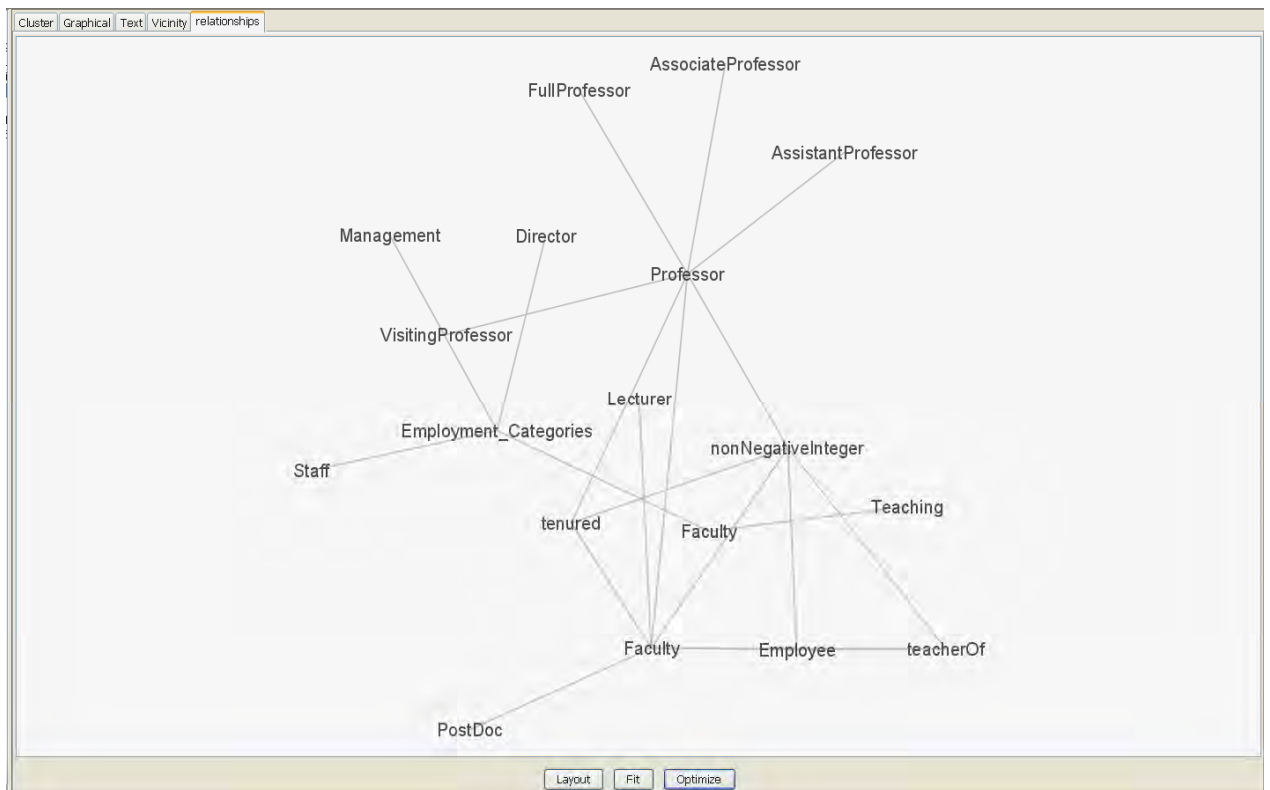 Cluster Graphical Text Vicinity relationships
AssociateProfessor
FullProfessor
AssistantProfessor
Management
Director
Professor
VisitingProfessor
Lecturer
Employment_Categories
nonNegativeInteger
Staff
Teaching
tenured
Faculty
Faculty
Employee
teacherOf
PostDoc
Layout Fit Optimize